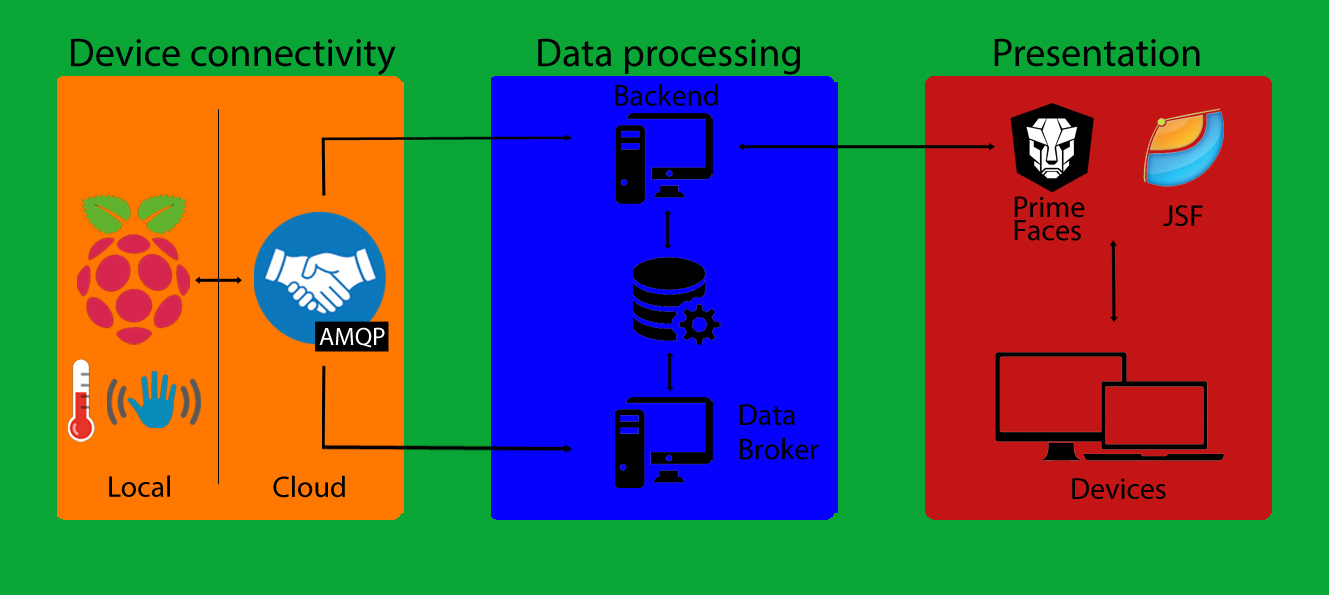 Device connectivity
Data processing
Presentation
Backend
Prime
Faces
JSF
AMQP
Data
Broker
Local
Cloud
Devices